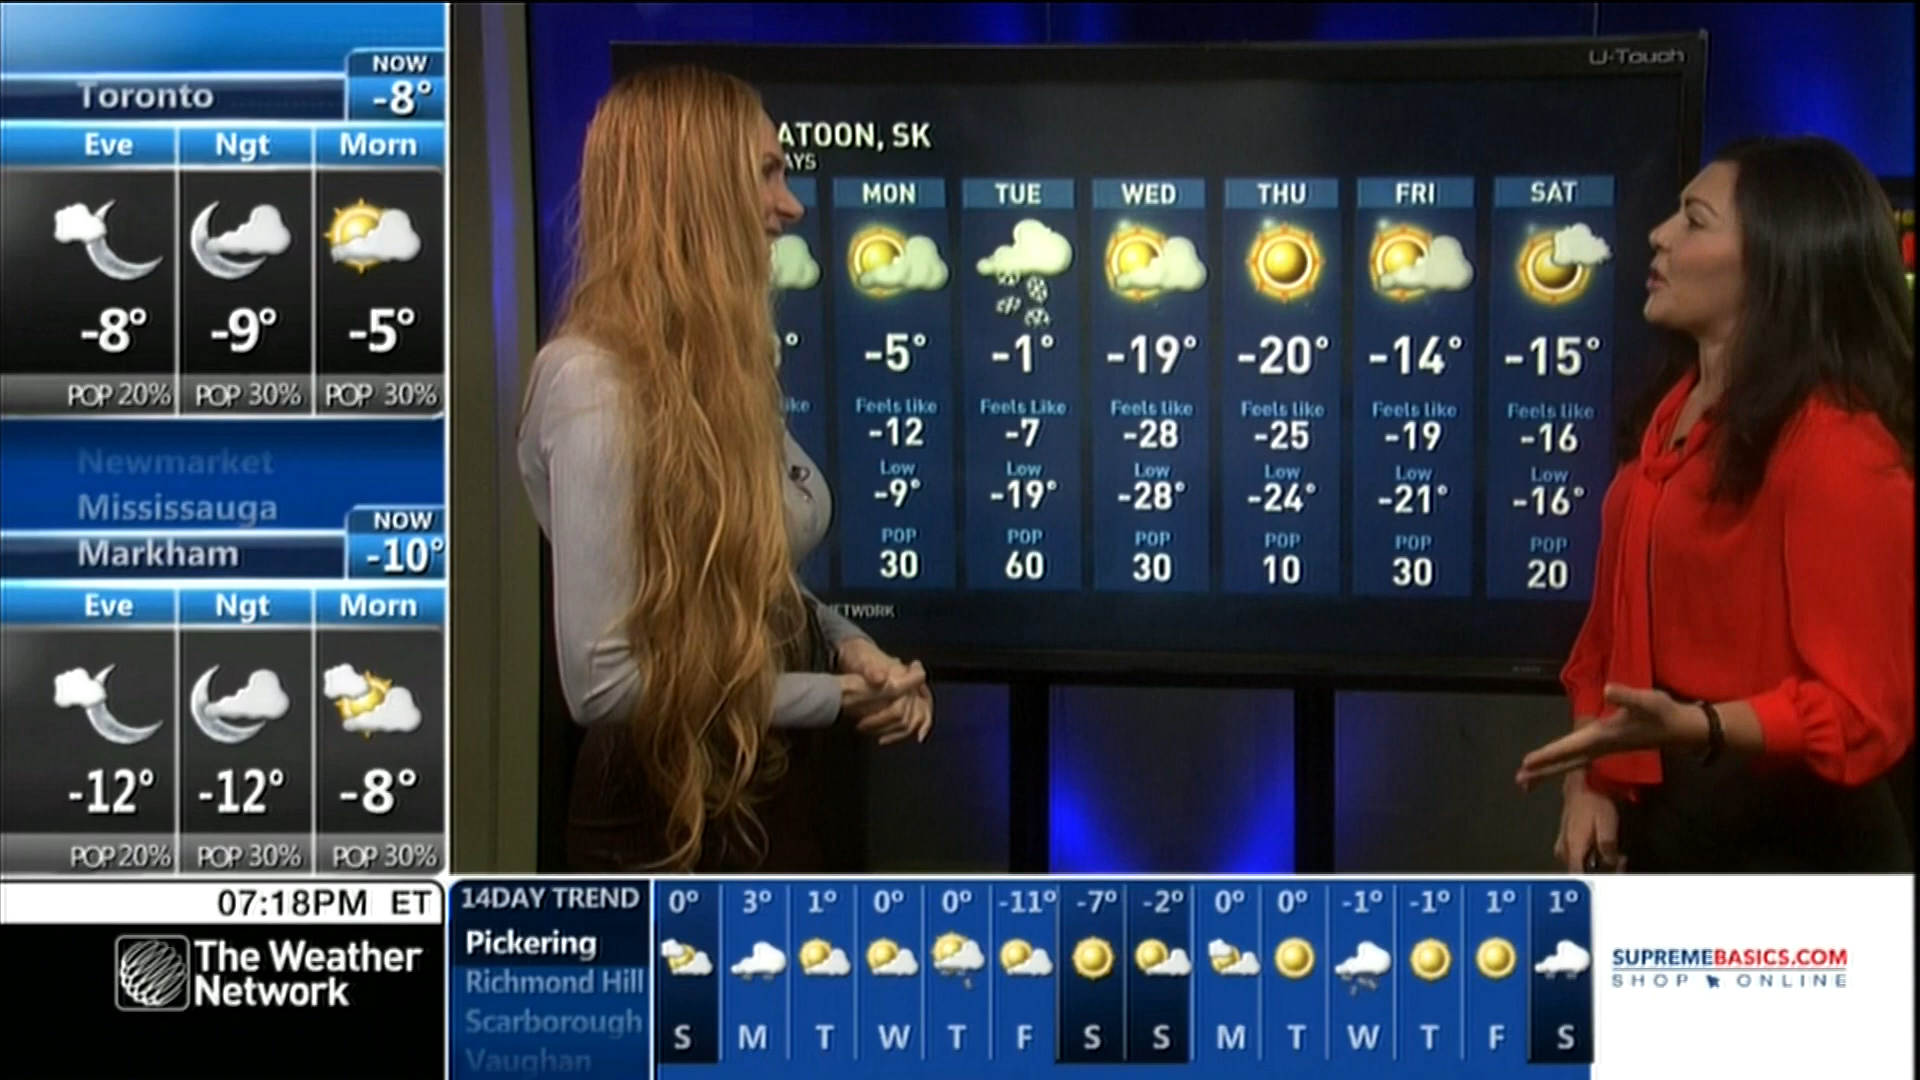 Toronto
NOW
-8°
Eve Ngt Morn
-8° -9° -5°
POP 20% POP 30% POP 30%
Newmarket
Mississauga
Markham
NOW
-10°
Eve Ngt Morn
-12° -12° -8°
POP 20% POP 30% POP 30%
07:18PM ET
The Weather
Network
U-Touch
ATOON, SK
AYS
MON TUE WED THU FRI SAT
-5° -1° -19° -20° -14° -15°
like Feels like Feels Like Feels like Feels like Feels like Feels like
-12 -7 -28 -25 -19 -16
Low Low Low Low Low Low
-9° -19° -28° -24° -21° -16°
POP POP POP POP POP POP
30 60 30 10 30 20
NETWORK
14DAY TREND
Pickering
Richmond Hill
Scarborough
Vaughan
0° 3° 1° 0° 0° -11° -7° -2° 0° 0° -1° -1° 1° 1°
S M T W T F S S M T W T F S
SUPREMEBASICS.COM
SHOP ONLINE